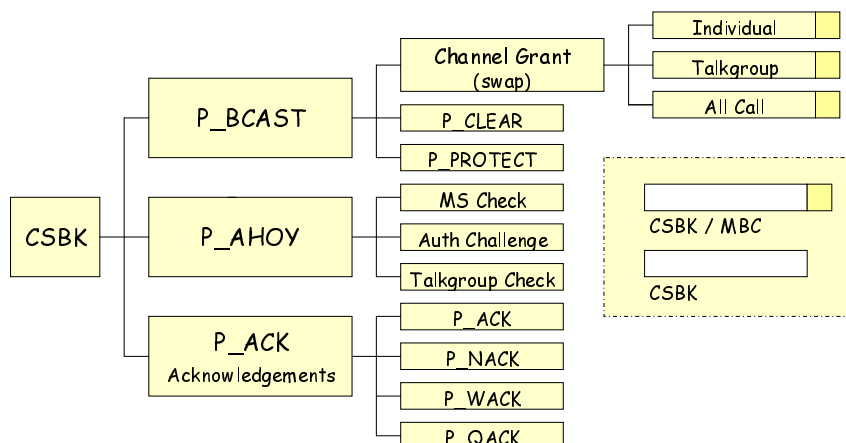 CSBK
P_BCAST
Channel Grant
(swap)
Individual
Talkgroup
All Call
P_CLEAR
P_PROTECT
P_AHOY
MS Check
Auth Challenge
Talkgroup Check
P_ACK
Acknowledgements
P_ACK
P_NACK
P_WACK
P_QACK
CSBK / MBC
CSBK